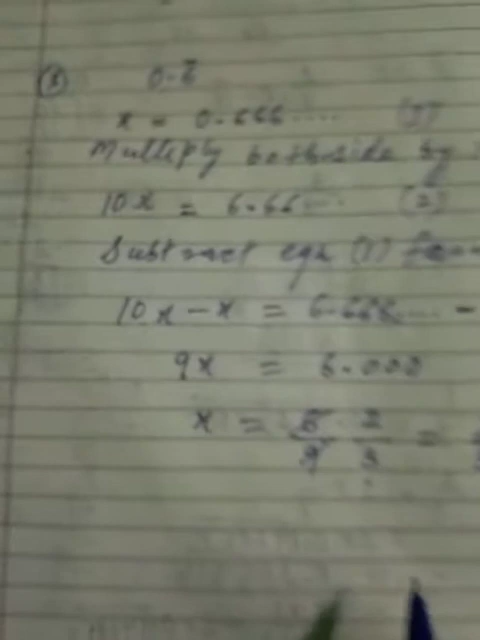 (1) 0.6̅
x = 0.666..... (1)
Multiply both side by
10x = 6.66.... (2)
Subtract eqn (1) from
10x - x = 6.666.... -
9x = 6.000
x = 6/9 2/3 =